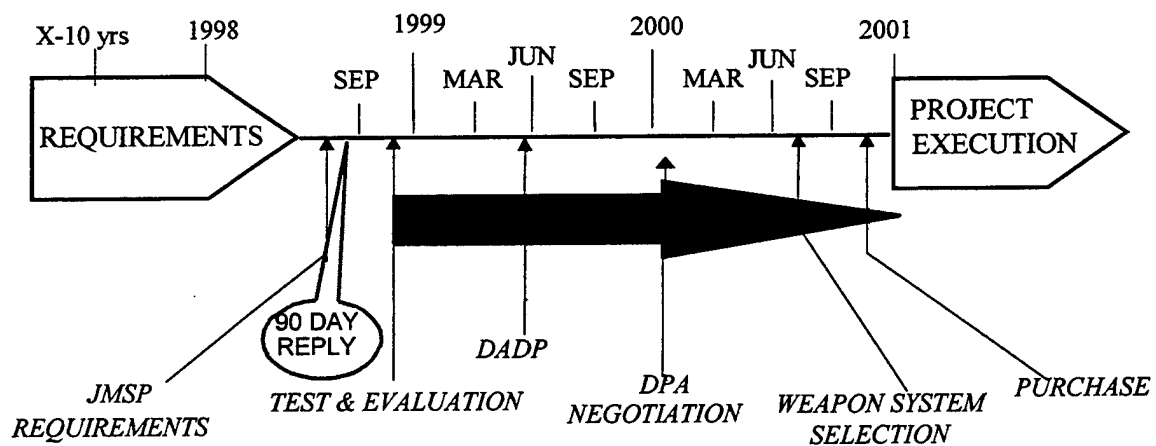 X-10 yrs 1998 1999 2000 2001
JUN JUN
SEP MAR SEP MAR SEP
REQUIREMENTS
PROJECT
EXECUTION
90 DAY
REPLY
JMSP
REQUIREMENTS
TEST & EVALUATION
DADP
DPA
NEGOTIATION
WEAPON SYSTEM
SELECTION
PURCHASE